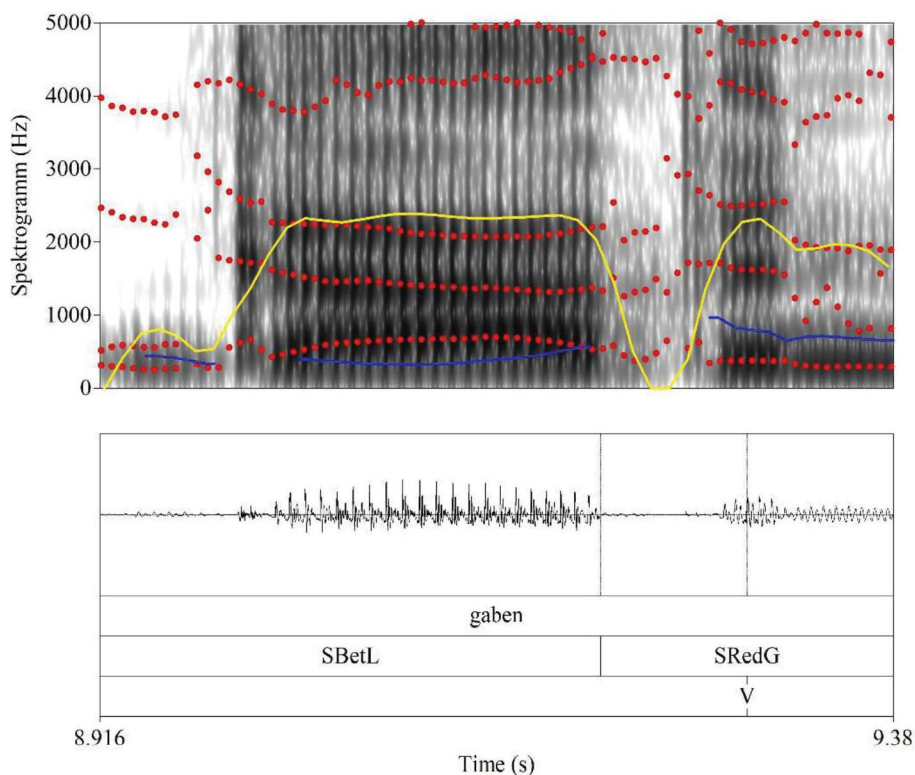 5000
4000
3000
2000
1000
0
Spektrogramm (Hz)
gaben
SBetL SRedG
V
8.916 9.38
Time (s)